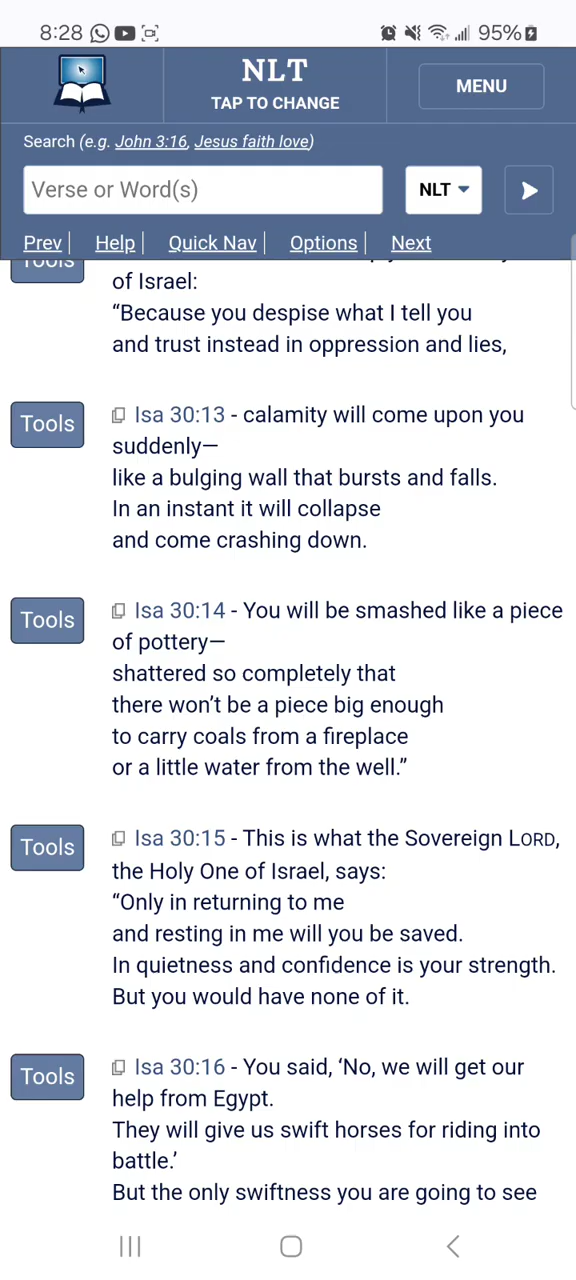 8:28
95%
NLT
TAP TO CHANGE
MENU
Search (e.g. John 3:16, Jesus faith love)
Verse or Word(s)
NLT
Prev | Help | Quick Nav | Options | Next
Tools
of Israel:
“Because you despise what I tell you
and trust instead in oppression and lies,
Tools
Isa 30:13 - calamity will come upon you
suddenly—
like a bulging wall that bursts and falls.
In an instant it will collapse
and come crashing down.
Tools
Isa 30:14 - You will be smashed like a piece
of pottery—
shattered so completely that
there won’t be a piece big enough
to carry coals from a fireplace
or a little water from the well.”
Tools
Isa 30:15 - This is what the Sovereign LORD,
the Holy One of Israel, says:
“Only in returning to me
and resting in me will you be saved.
In quietness and confidence is your strength.
But you would have none of it.
Tools
Isa 30:16 - You said, ‘No, we will get our
help from Egypt.
They will give us swift horses for riding into
battle.’
But the only swiftness you are going to see